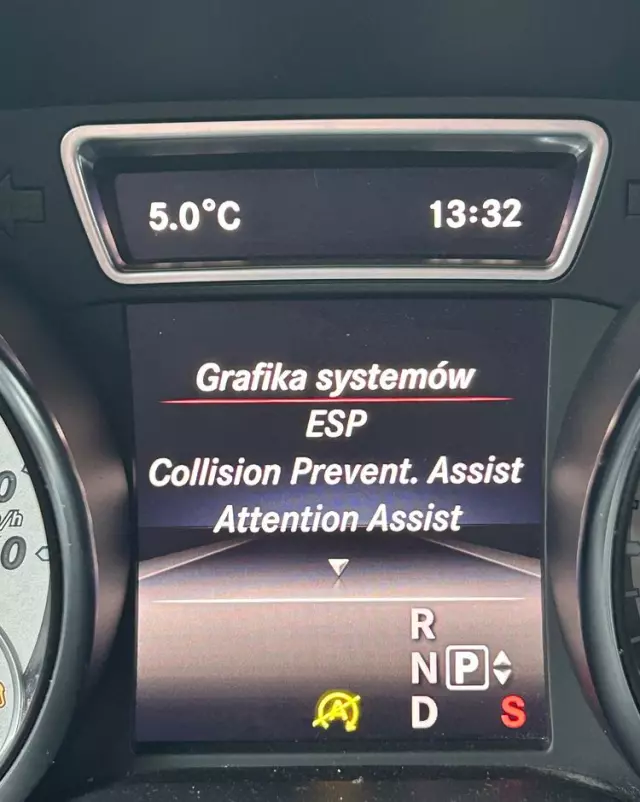 5.0°C 13:32
Grafika systemów
ESP
Collision Prevent. Assist
Attention Assist
R
N P
A D S